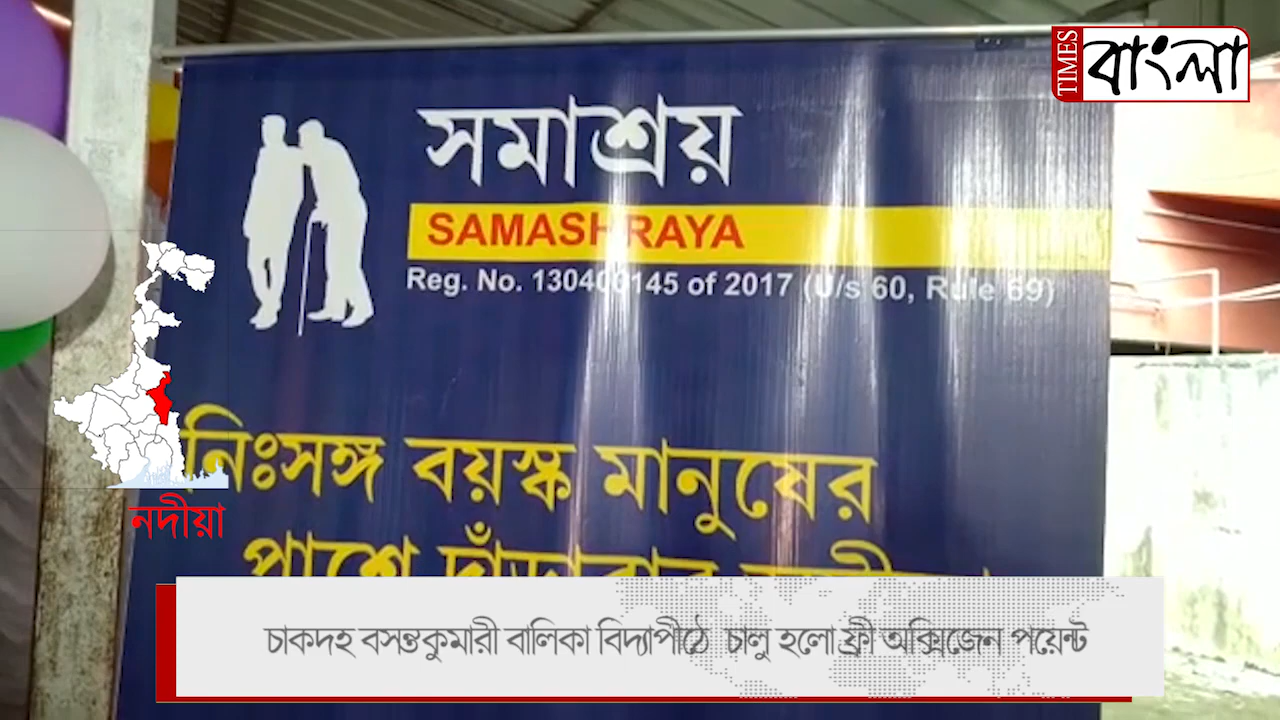 TIMES বাংলা
সমাশ্রয়
SAMASHRAYA
Reg. No. 130400145 of 2017 (U/s 60, Rule 69)
নিঃসঙ্গ বয়স্ক মানুষের
পাশে দাঁড়াবার
নদীয়া
চাকদহ বসন্তকুমারী বালিকা বিদ্যাপীঠে চালু হলো ফ্রী অক্সিজেন পয়েন্ট